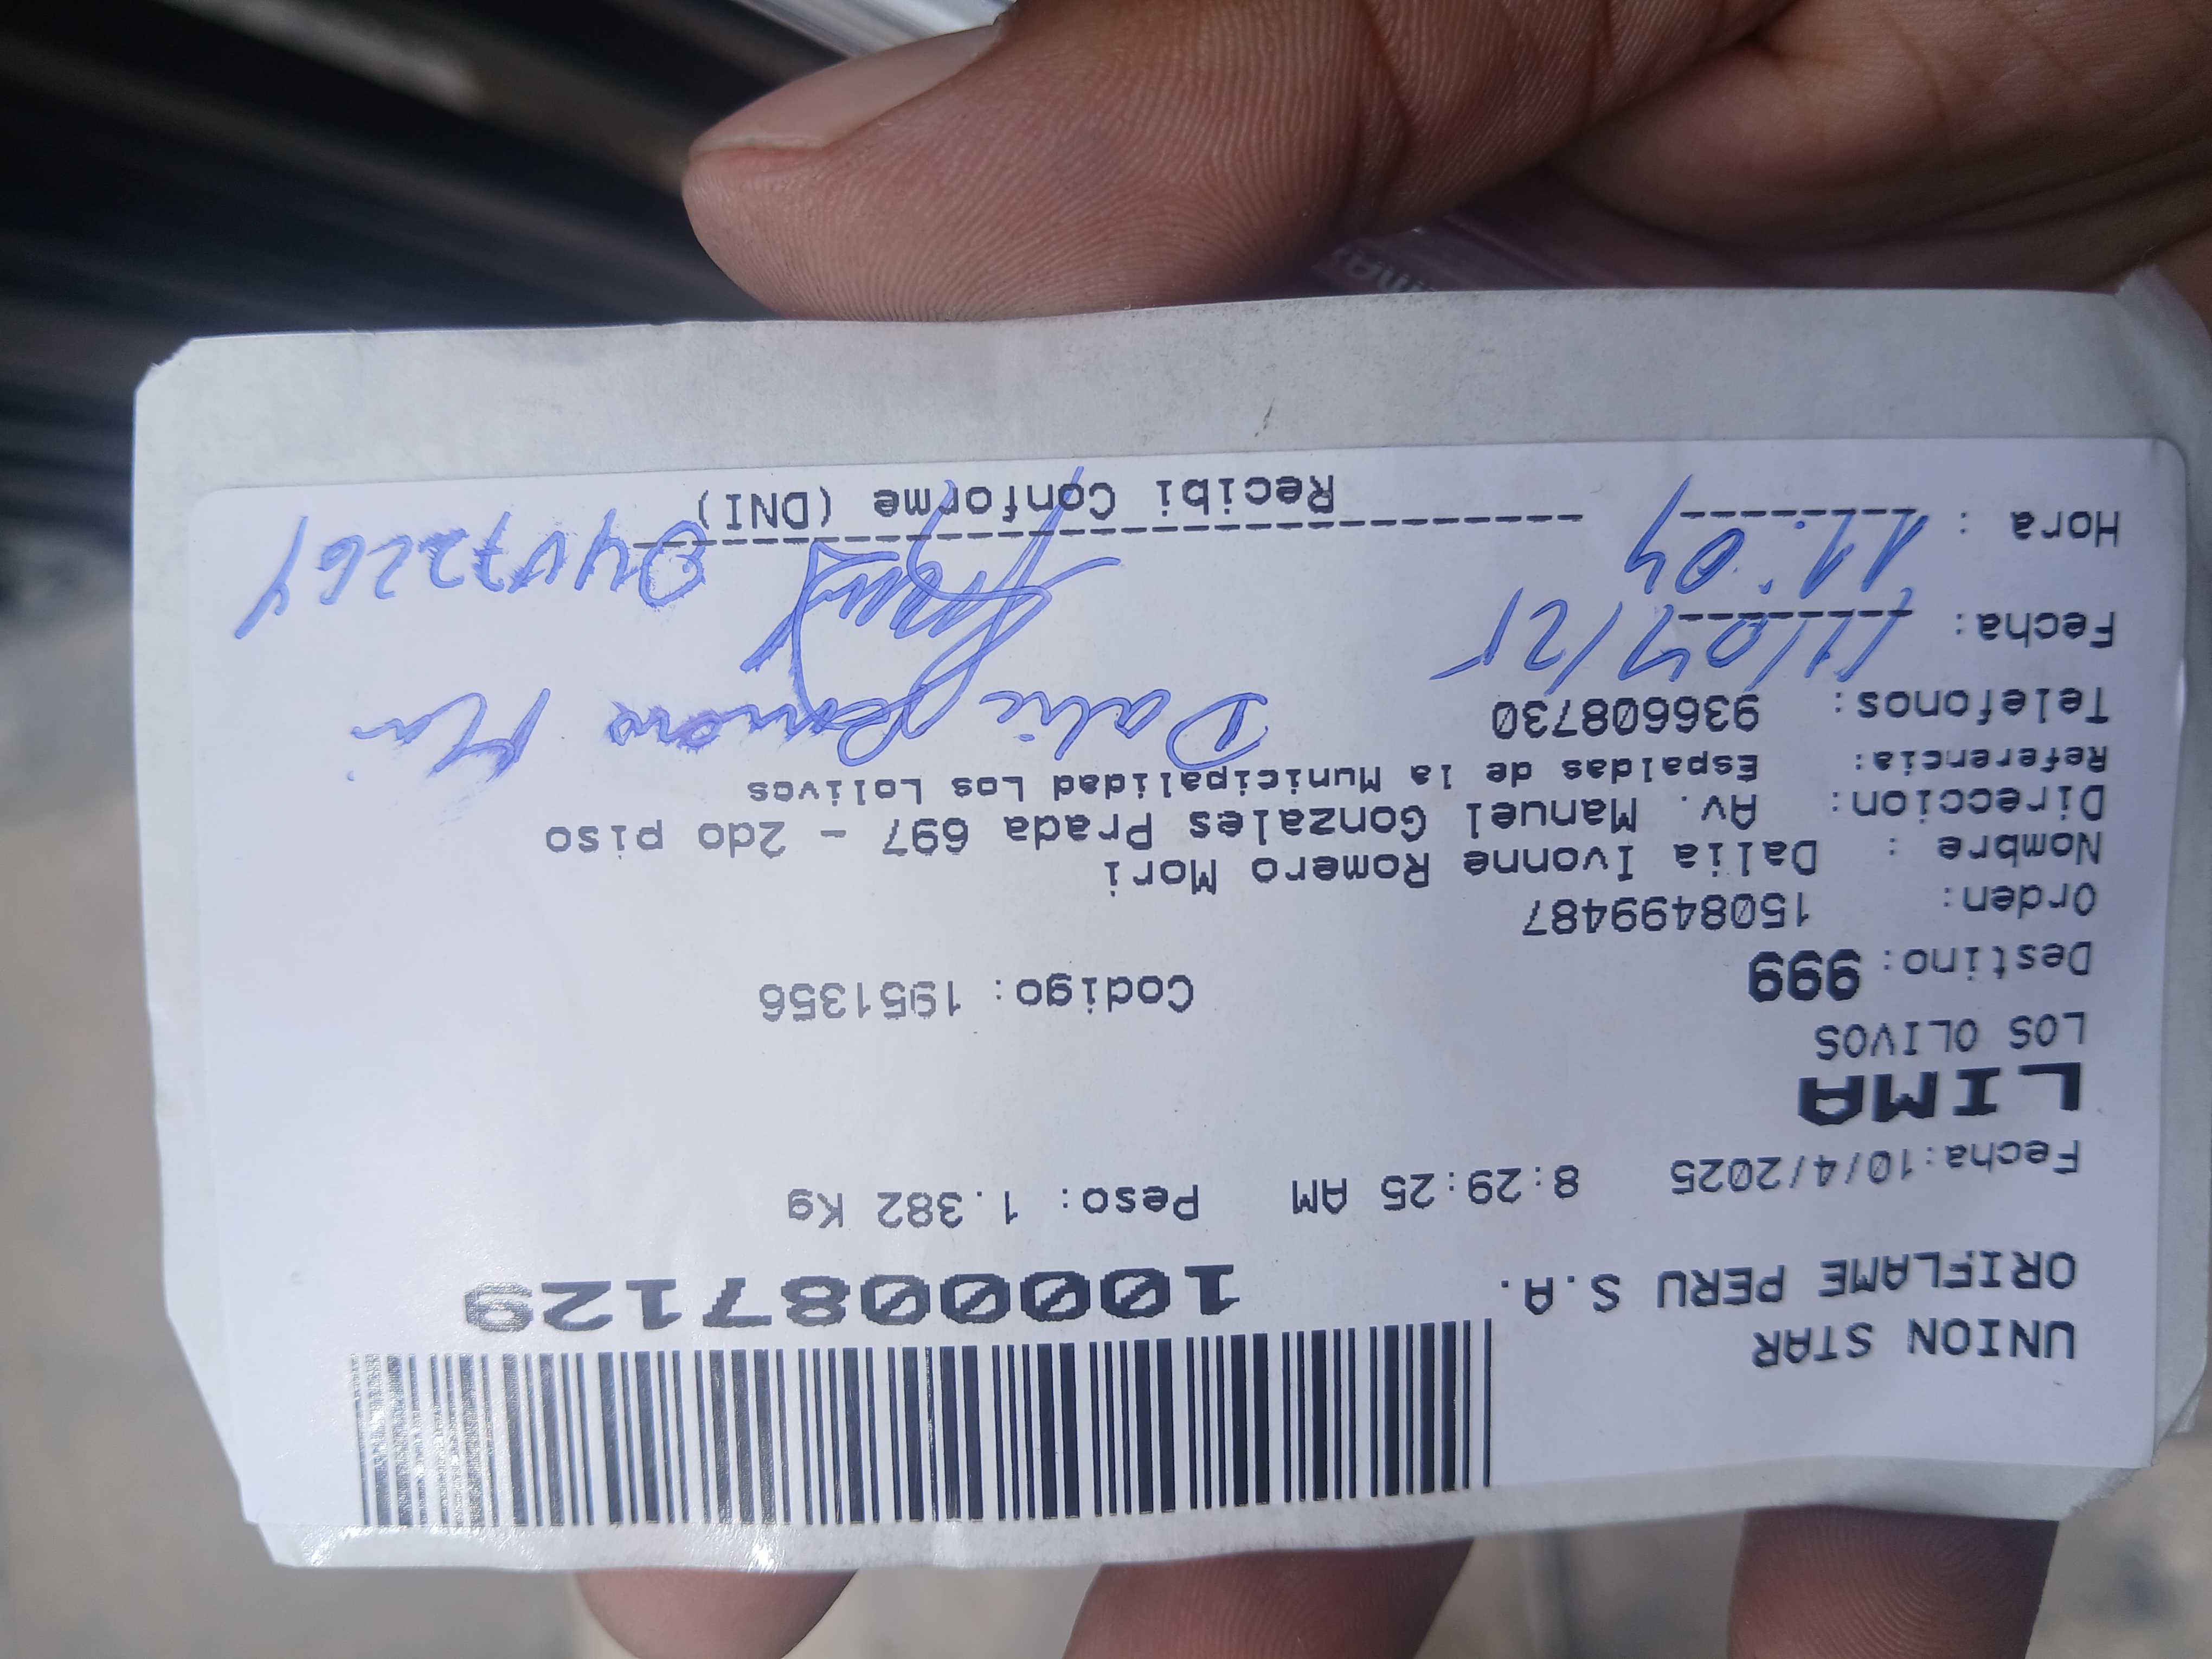 UNION STAR
ORIFLAME PERU S.A.
1000087129
Fecha:10/4/2025 8:29:25 AM Peso: 1.382 Kg
LIMA
LOS OLIVOS
Destino: 999 Codigo: 1951356
Orden: 1508499487
Nombre : Dalia Ivonne Romero Mori
Direccion: Av. Manuel Gonzales Prada 697 - 2do piso
Referencia: Espaldas de la Municipalidad Los Lolivos
Telefonos: 936608730
Dalia Romero
Fecha: 11/04/25
Hora : 11:04
Recibi Conforme (DNI)